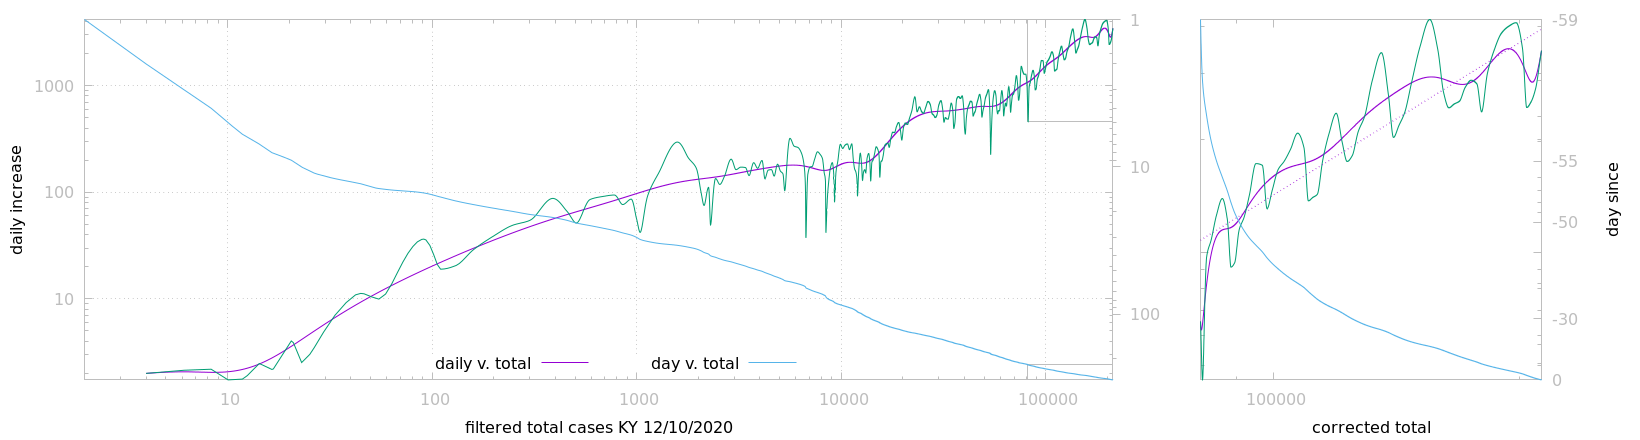 daily increase
1000
100
10
1
10
100
daily v. total
day v. total
10
100
1000
10000
100000
filtered total cases KY 12/10/2020
-59
-55
-50
-30
0
day since
100000
corrected total